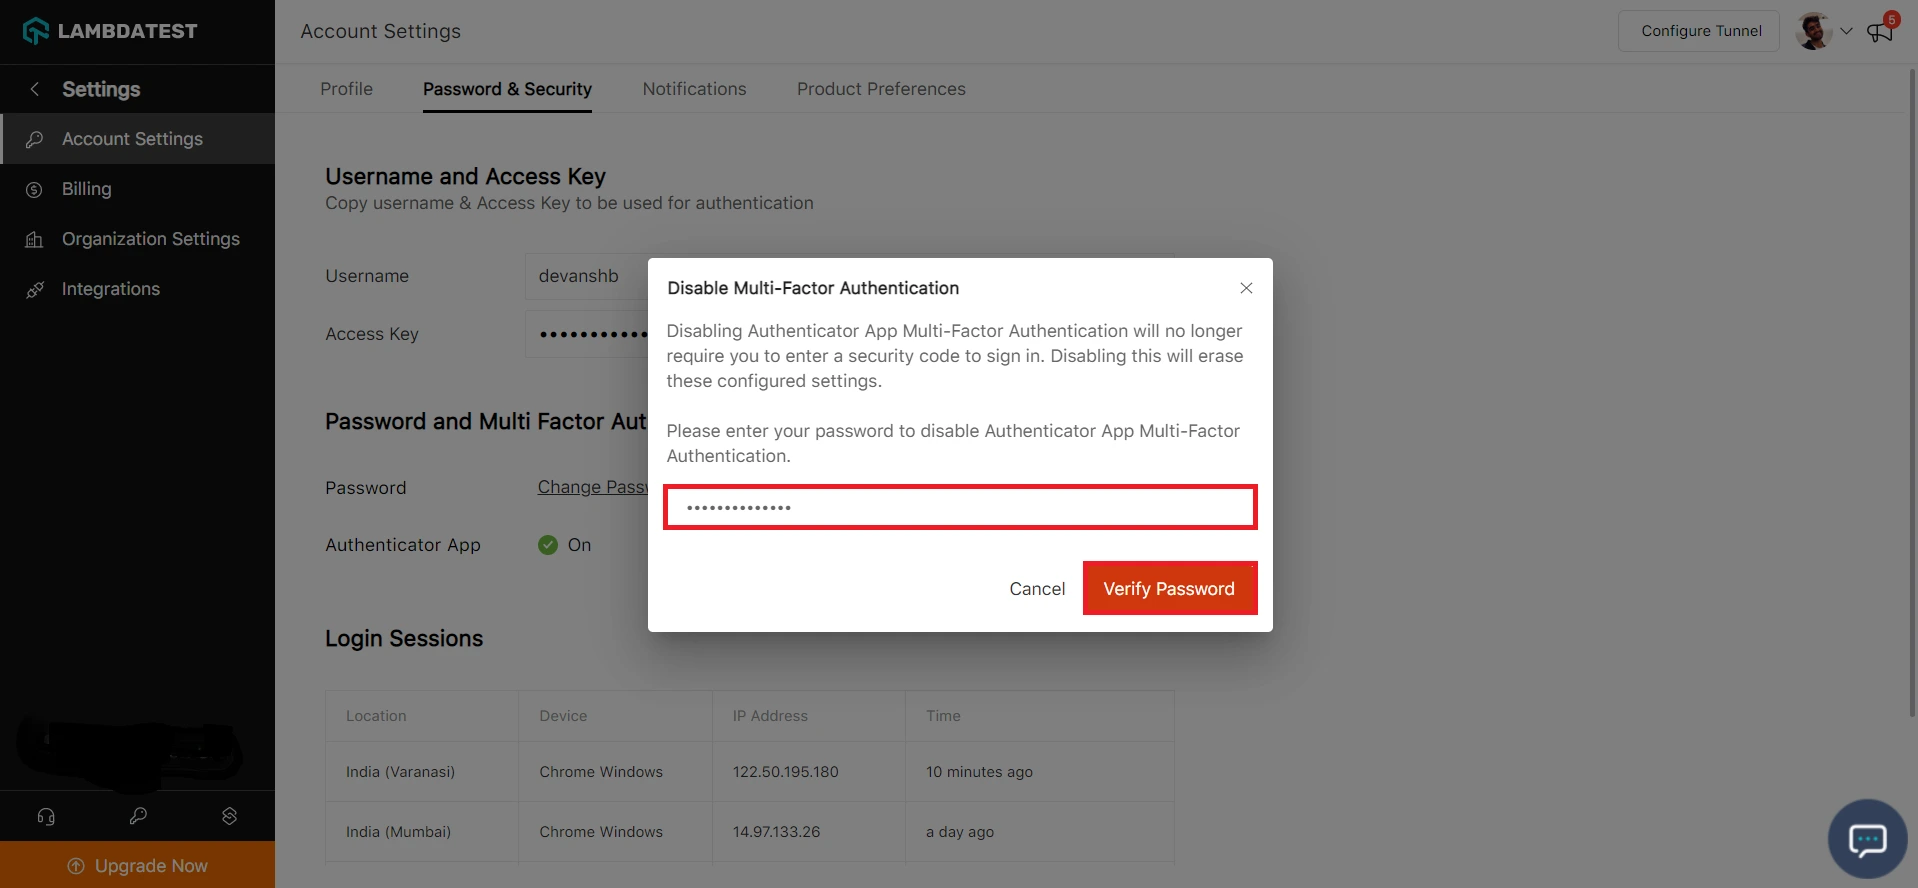 LAMBDATEST
Account Settings
Configure Tunnel
5
Settings
Profile
Password & Security
Notifications
Product Preferences
Account Settings
Billing
Organization Settings
Integrations
Username and Access Key
Copy username & Access Key to be used for authentication
Username
devanshb
Access Key
••••••••••••
Password and Multi Factor Aut
Password
Change Passw
Authenticator App
On
Disable Multi-Factor Authentication
Disabling Authenticator App Multi-Factor Authentication will no longer
require you to enter a security code to sign in. Disabling this will erase
these configured settings.
Please enter your password to disable Authenticator App Multi-Factor
Authentication.
••••••••••••••
Cancel
Verify Password
Login Sessions
Location
Device
IP Address
Time
India (Varanasi)
Chrome Windows
122.50.195.180
10 minutes ago
India (Mumbai)
Chrome Windows
14.97.133.26
a day ago
Upgrade Now